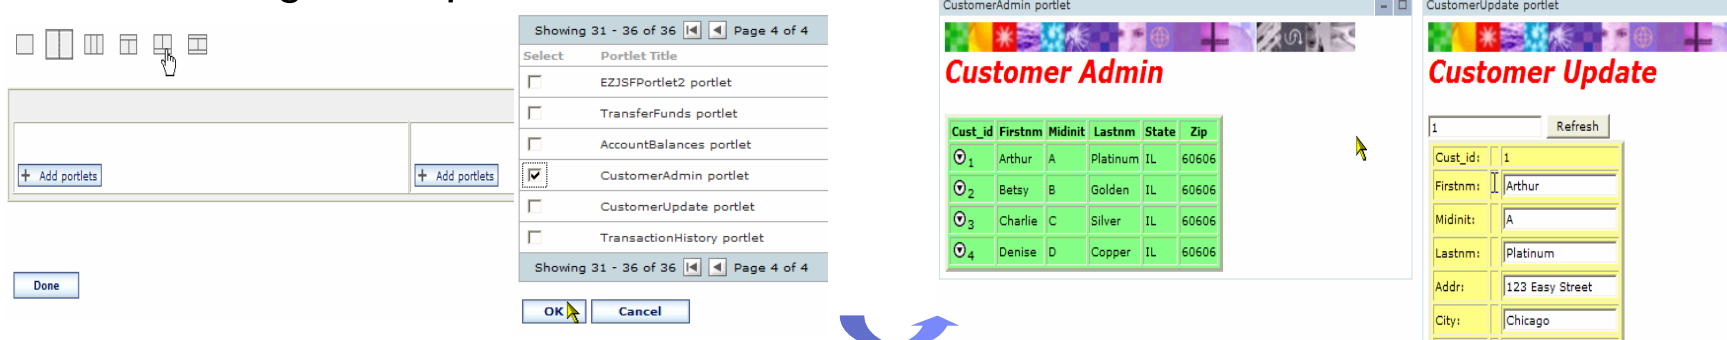 + Add portlets
+ Add portlets
Done
Showing 31 - 36 of 36 Page 4 of 4
Select Portlet Title
EZJSFPortlet2 portlet
TransferFunds portlet
AccountBalances portlet
CustomerAdmin portlet
CustomerUpdate portlet
TransactionHistory portlet
Showing 31 - 36 of 36 Page 4 of 4
OK Cancel
CustomerAdmin portlet
Customer Admin
Cust_id Firstnm Midinit Lastnm State Zip
1 Arthur A Platinum IL 60606
2 Betsy B Golden IL 60606
3 Charlie C Silver IL 60606
4 Denise D Copper IL 60606
CustomerUpdate portlet
Customer Update
1 Refresh
Cust_id: 1
Firstnm: Arthur
Midinit: A
Lastnm: Platinum
Addr: 123 Easy Street
City: Chicago